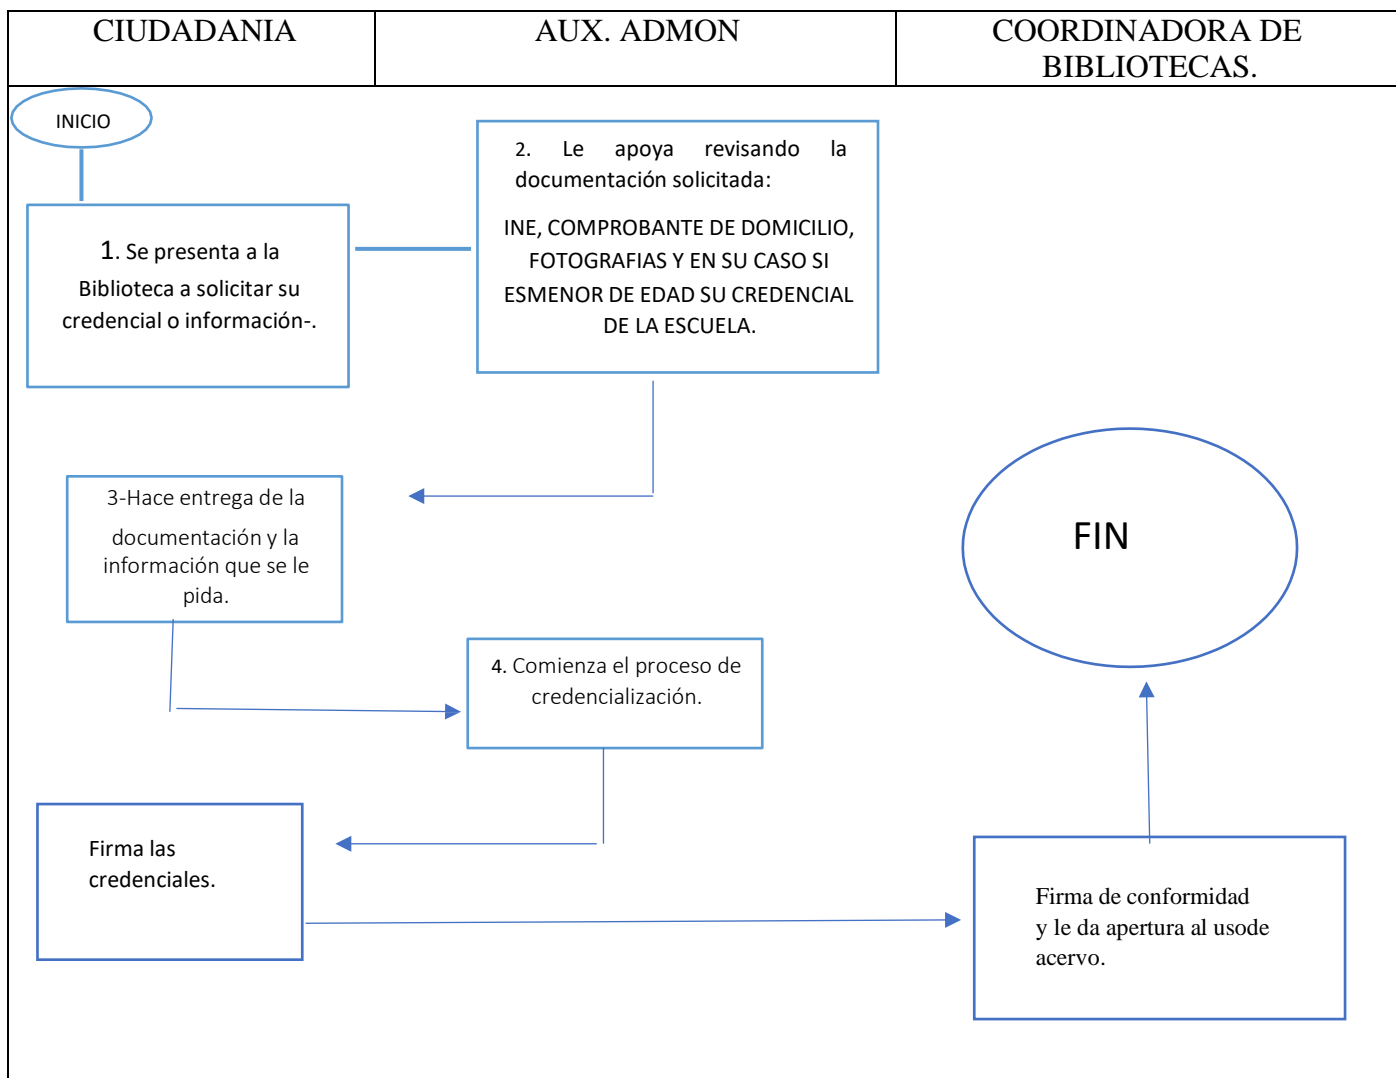 CIUDADANIA
AUX. ADMON
COORDINADORA DE
BIBLIOTECAS.
INICIO
1. Se presenta a la
Biblioteca a solicitar su
credencial o información-.
2. Le apoya revisando la
documentación solicitada:
INE, COMPROBANTE DE DOMICILIO,
FOTOGRAFIAS Y EN SU CASO SI
ESMENOR DE EDAD SU CREDENCIAL
DE LA ESCUELA.
3-Hace entrega de la
documentación y la
información que se le
pida.
4. Comienza el proceso de
credencialización.
Firma las
credenciales.
Firma de conformidad
y le da apertura al usode
acervo.
FIN